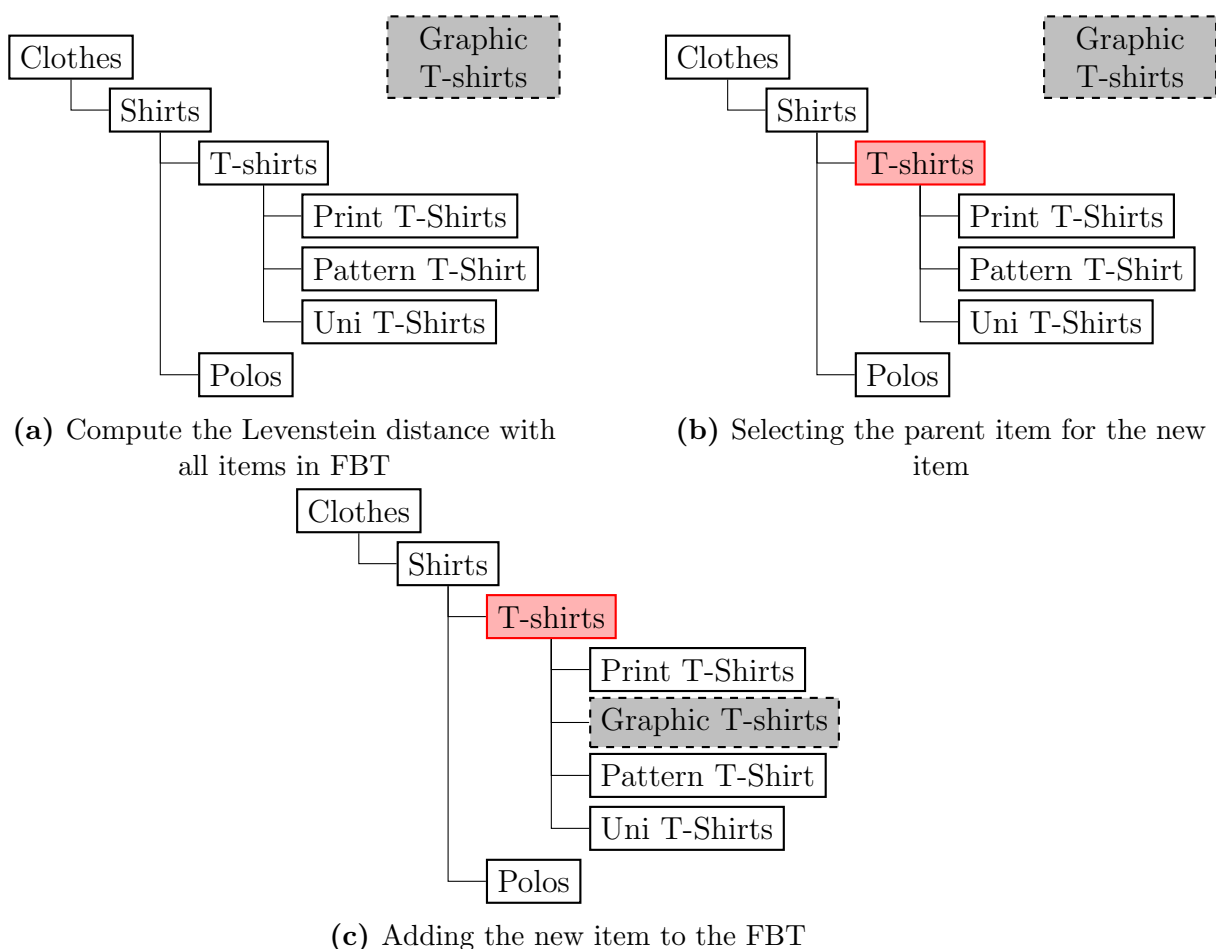 Clothes
Graphic
T-shirts
Shirts
T-shirts
Print T-Shirts
Pattern T-Shirt
Uni T-Shirts
Polos
(a) Compute the Levenstein distance with
all items in FBT
Clothes
Graphic
T-shirts
Shirts
T-shirts
Print T-Shirts
Pattern T-Shirt
Uni T-Shirts
Polos
(b) Selecting the parent item for the new
item
Clothes
Shirts
T-shirts
Print T-Shirts
Graphic T-shirts
Pattern T-Shirt
Uni T-Shirts
Polos
(c) Adding the new item to the FBT